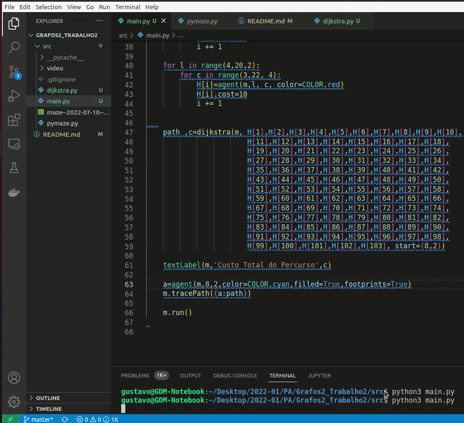 File Edit Selection View Go Run Terminal Help
EXPLORER
GRAFOS2_TRABALHO2
src
__pycache__
video
.gitignore
dijkstra.py U
main.py U
maze--2022-07-10--...
pymaze.py
README.md M
OUTLINE
TIMELINE
main.py U
pymaze.py
README.md M
dijkstra.py U
src > main.py > ...
38 i += 1
39
40 for l in range(4,20,2):
41 for c in range(3,22, 4):
42 H[i]=agent(m,l, c, color=COLOR.red)
43 H[i].cost=10
44 i += 1
45
46
47 path ,c=dijkstra(m, H[1],H[2],H[3],H[4],H[5],H[6],H[7],H[8],H[9],H[10],
48 H[11],H[12],H[13],H[14],H[15],H[16],H[17],H[18],
49 H[19],H[20],H[21],H[22],H[23],H[24],H[25],H[26],
50 H[27],H[28],H[29],H[30],H[31],H[32],H[33],H[34],
51 H[35],H[36],H[37],H[38],H[39],H[40],H[41],H[42],
52 H[43],H[44],H[45],H[46],H[47],H[48],H[49],H[50],
53 H[51],H[52],H[53],H[54],H[55],H[56],H[57],H[58],
54 H[59],H[60],H[61],H[62],H[63],H[64],H[65],H[66],
55 H[67],H[68],H[69],H[70],H[71],H[72],H[73],H[74],
56 H[75],H[76],H[77],H[78],H[79],H[80],H[81],H[82],
57 H[83],H[84],H[85],H[86],H[87],H[88],H[89],H[90],
58 H[91],H[92],H[93],H[94],H[95],H[96],H[97],H[98],
59 H[99],H[100],H[101],H[102],H[103], start=(8,2))
60
61 textLabel(m,'Custo Total do Percurso',c)
62
63 a=agent(m,8,2,color=COLOR.cyan,filled=True,footprints=True)
64 m.tracePath({a:path})
65
66 m.run()
67
68
PROBLEMS 1K+ OUTPUT DEBUG CONSOLE TERMINAL JUPYTER
gustavo@GDM-Notebook:~/Desktop/2022-01/PA/Grafos2_Trabalho2/src$ python3 main.py
gustavo@GDM-Notebook:~/Desktop/2022-01/PA/Grafos2_Trabalho2/src$ python3 main.py
master* 0 0 1K